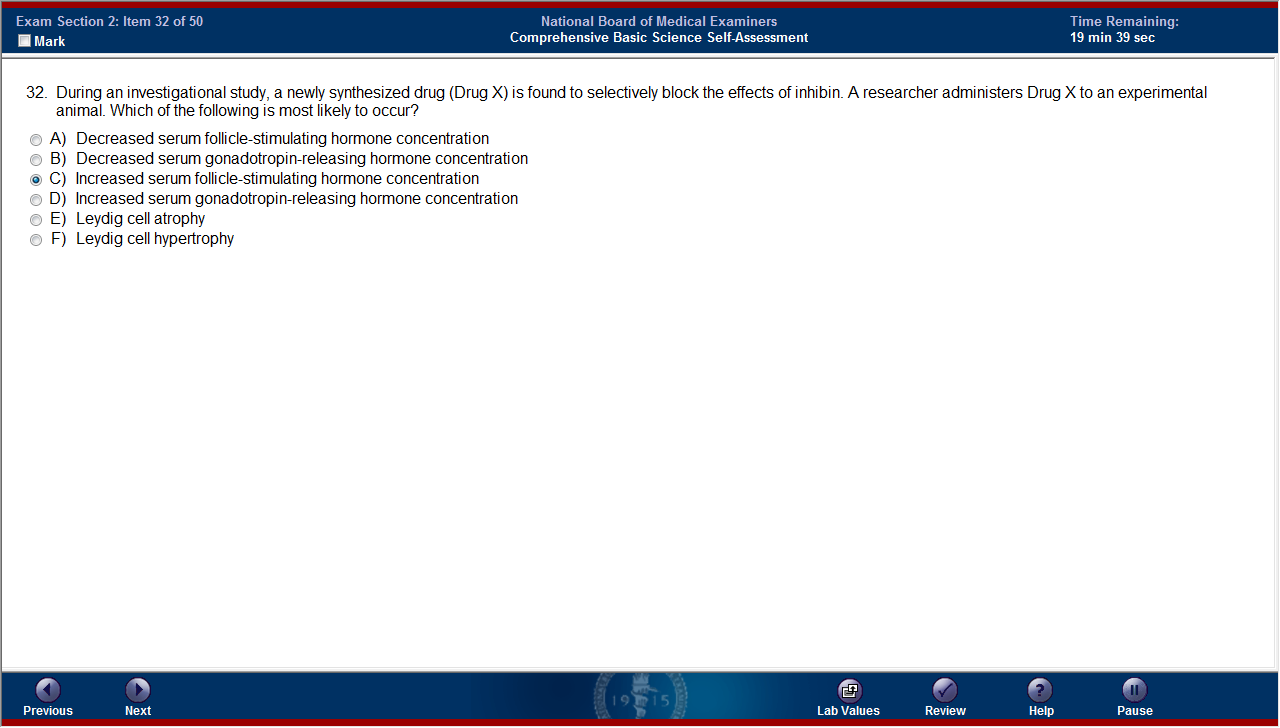 Exam Section 2: Item 32 of 50
National Board of Medical Examiners
Time Remaining:
Mark
Comprehensive Basic Science Self-Assessment
19 min 39 sec
32. During an investigational study, a newly synthesized drug (Drug X) is found to selectively block the effects of inhibin. A researcher administers Drug X to an experimental
animal. Which of the following is most likely to occur?
A) Decreased serum follicle-stimulating hormone concentration
B) Decreased serum gonadotropin-releasing hormone concentration
C) Increased serum follicle-stimulating hormone concentration
D) Increased serum gonadotropin-releasing hormone concentration
E) Leydig cell atrophy
F) Leydig cell hypertrophy
1915
Previous Next Lab Values Review Help Pause